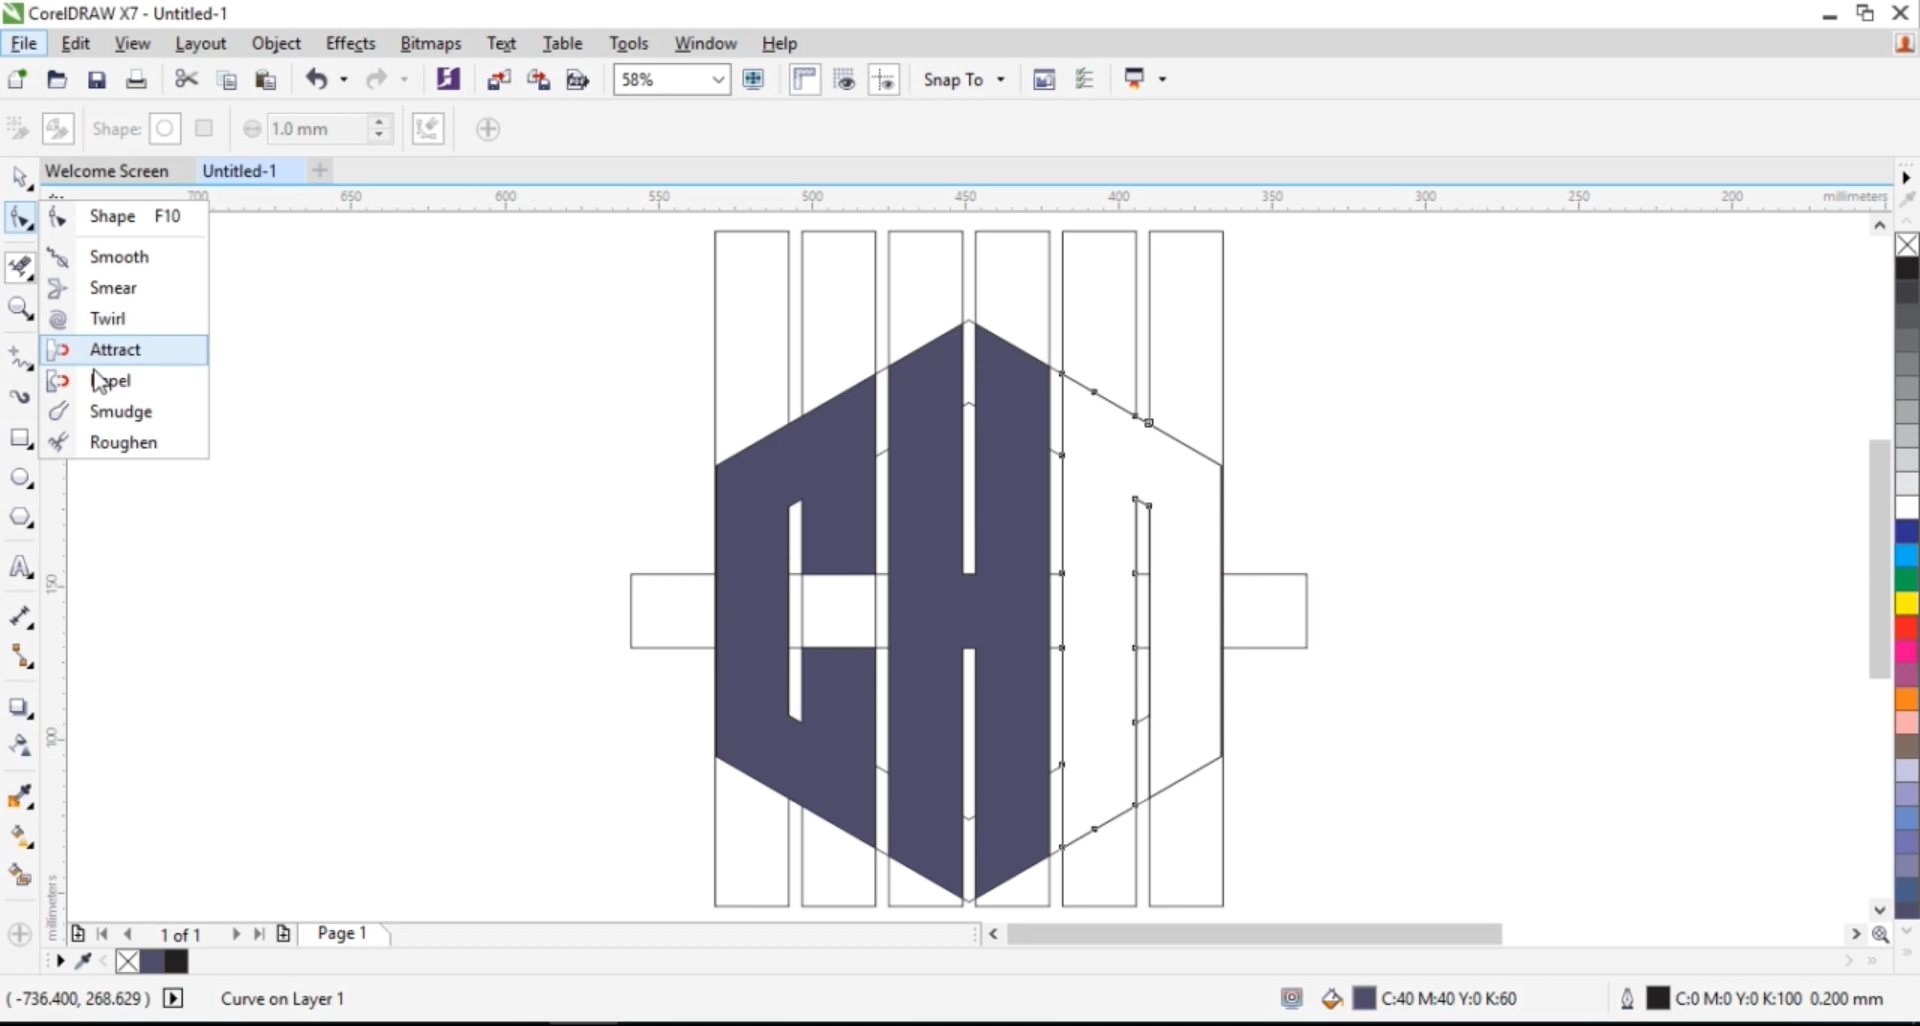 CorelDRAW X7 - Untitled-1
File Edit View Layout Object Effects Bitmaps Text Table Tools Window Help
58% Snap To
Shape: 1.0 mm
Welcome Screen Untitled-1
700 650 600 550 500 450 400 350 300 250 200 millimeters
Shape F10
Smooth
Smear
Twirl
Attract
Smudge
Roughen
150
100
millimeters
1 of 1 Page 1
( -736.400, 268.629 ) Curve on Layer 1 C:40 M:40 Y:0 K:60 C:0 M:0 Y:0 K:100 0.200 mm